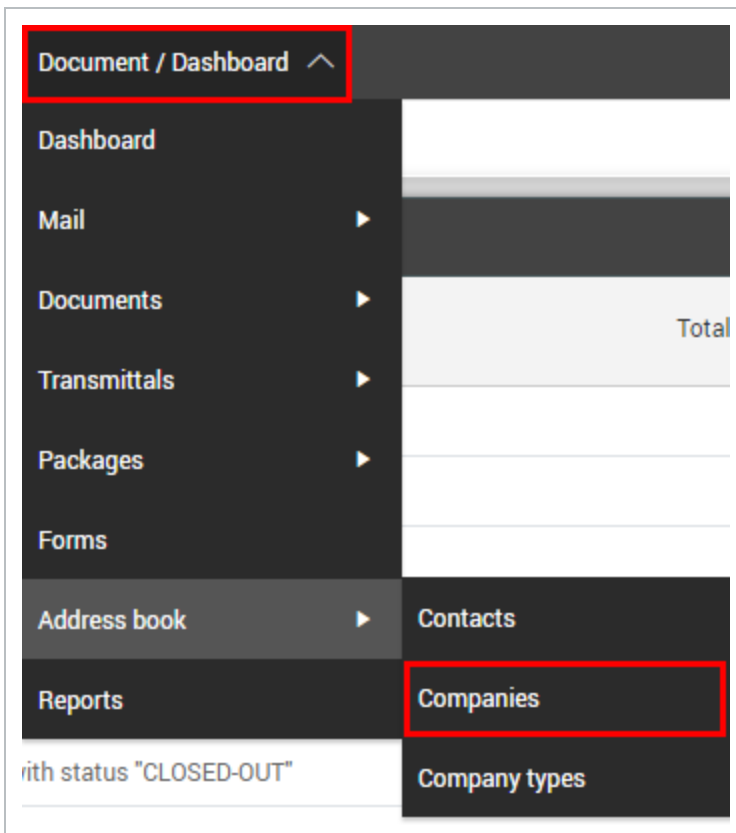 Document / Dashboard
Dashboard
Mail
Documents
Total
Transmittals
Packages
Forms
Address book
Contacts
Reports
Companies
with status "CLOSED-OUT"
Company types